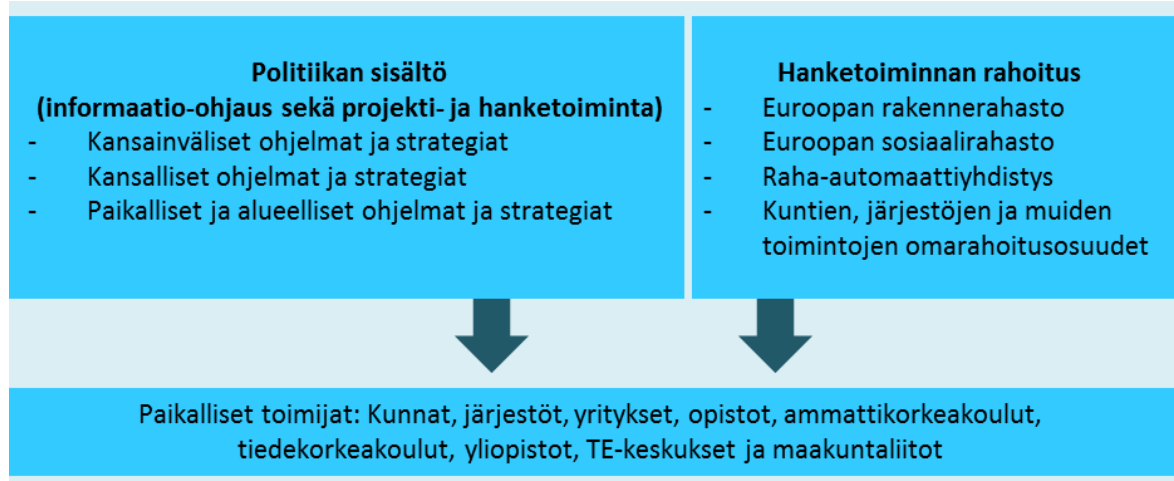 Politiikan sisältö
(informaatio-ohjaus sekä projekti- ja hanketoiminta)
- Kansainväliset ohjelmat ja strategiat
- Kansalliset ohjelmat ja strategiat
- Paikalliset ja alueelliset ohjelmat ja strategiat
Hanketoiminnan rahoitus
- Euroopan rakennerahasto
- Euroopan sosiaalirahasto
- Raha-automaattiyhdistys
- Kuntien, järjestöjen ja muiden
toimintojen omarahoitusosuudet
Paikalliset toimijat: Kunnat, järjestöt, yritykset, opistot, ammattikorkeakoulut,
tiedekorkeakoulut, yliopistot, TE-keskukset ja maakuntaliitot